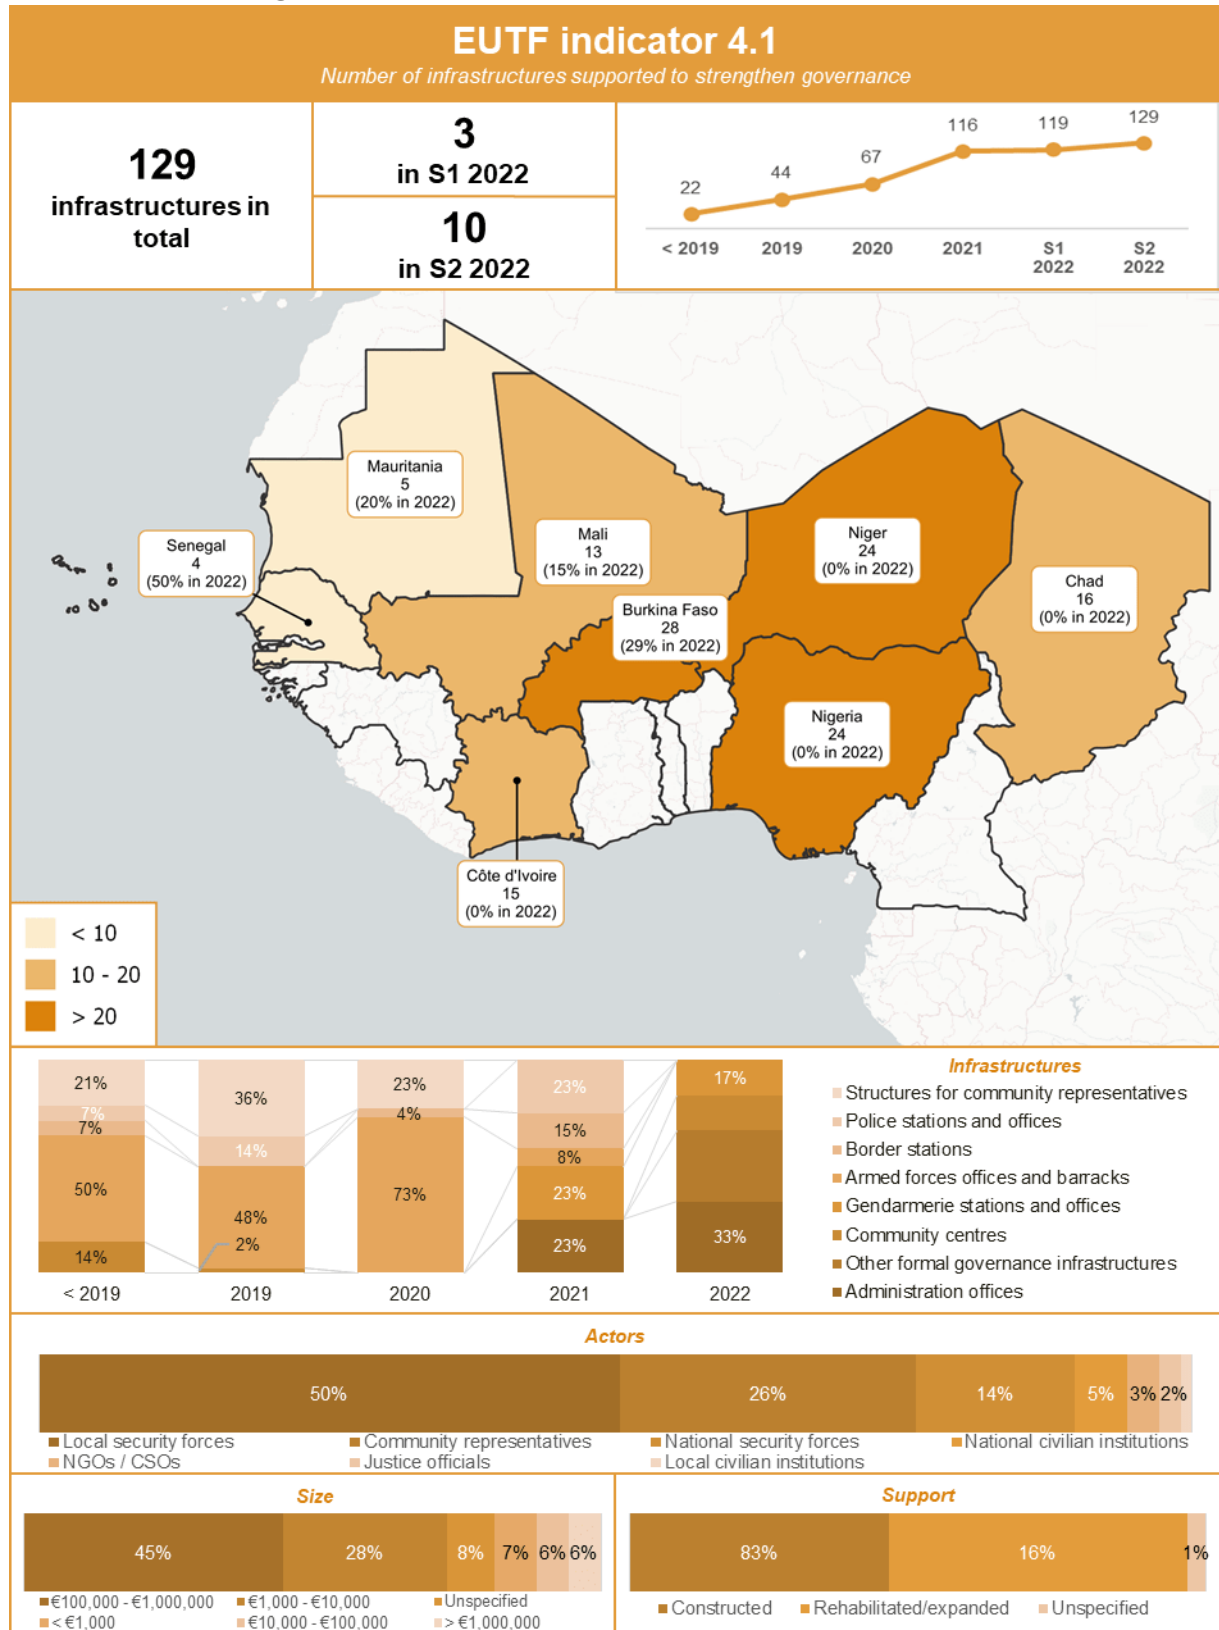 EUTF indicator 4.1
Number of infrastructures supported to strengthen governance
129
infrastructures in
total
3
in S1 2022
10
in S2 2022
22
44
67
116
119
129
< 2019
2019
2020
2021
S1
2022
S2
2022
Mauritania
5
(20% in 2022)
Senegal
4
(50% in 2022)
Mali
13
(15% in 2022)
Niger
24
(0% in 2022)
Chad
16
(0% in 2022)
Burkina Faso
28
(29% in 2022)
Nigeria
24
(0% in 2022)
Côte d'Ivoire
15
(0% in 2022)
< 10
10 - 20
> 20
21%
7%
7%
50%
14%
36%
14%
48%
2%
23%
4%
73%
23%
15%
8%
23%
23%
17%
33%
< 2019
2019
2020
2021
2022
Infrastructures
Structures for community representatives
Police stations and offices
Border stations
Armed forces offices and barracks
Gendarmerie stations and offices
Community centres
Other formal governance infrastructures
Administration offices
Actors
50% 26% 14% 5% 3% 2%
Local security forces Community representatives National security forces National civilian institutions
NGOs / CSOs Justice officials Local civilian institutions
Size
45% 28% 8% 7% 6% 6%
€100,000 - €1,000,000 €1,000 - €10,000 Unspecified
< €1,000 €10,000 - €100,000 > €1,000,000
Support
83% 16% 1%
Constructed Rehabilitated/expanded Unspecified